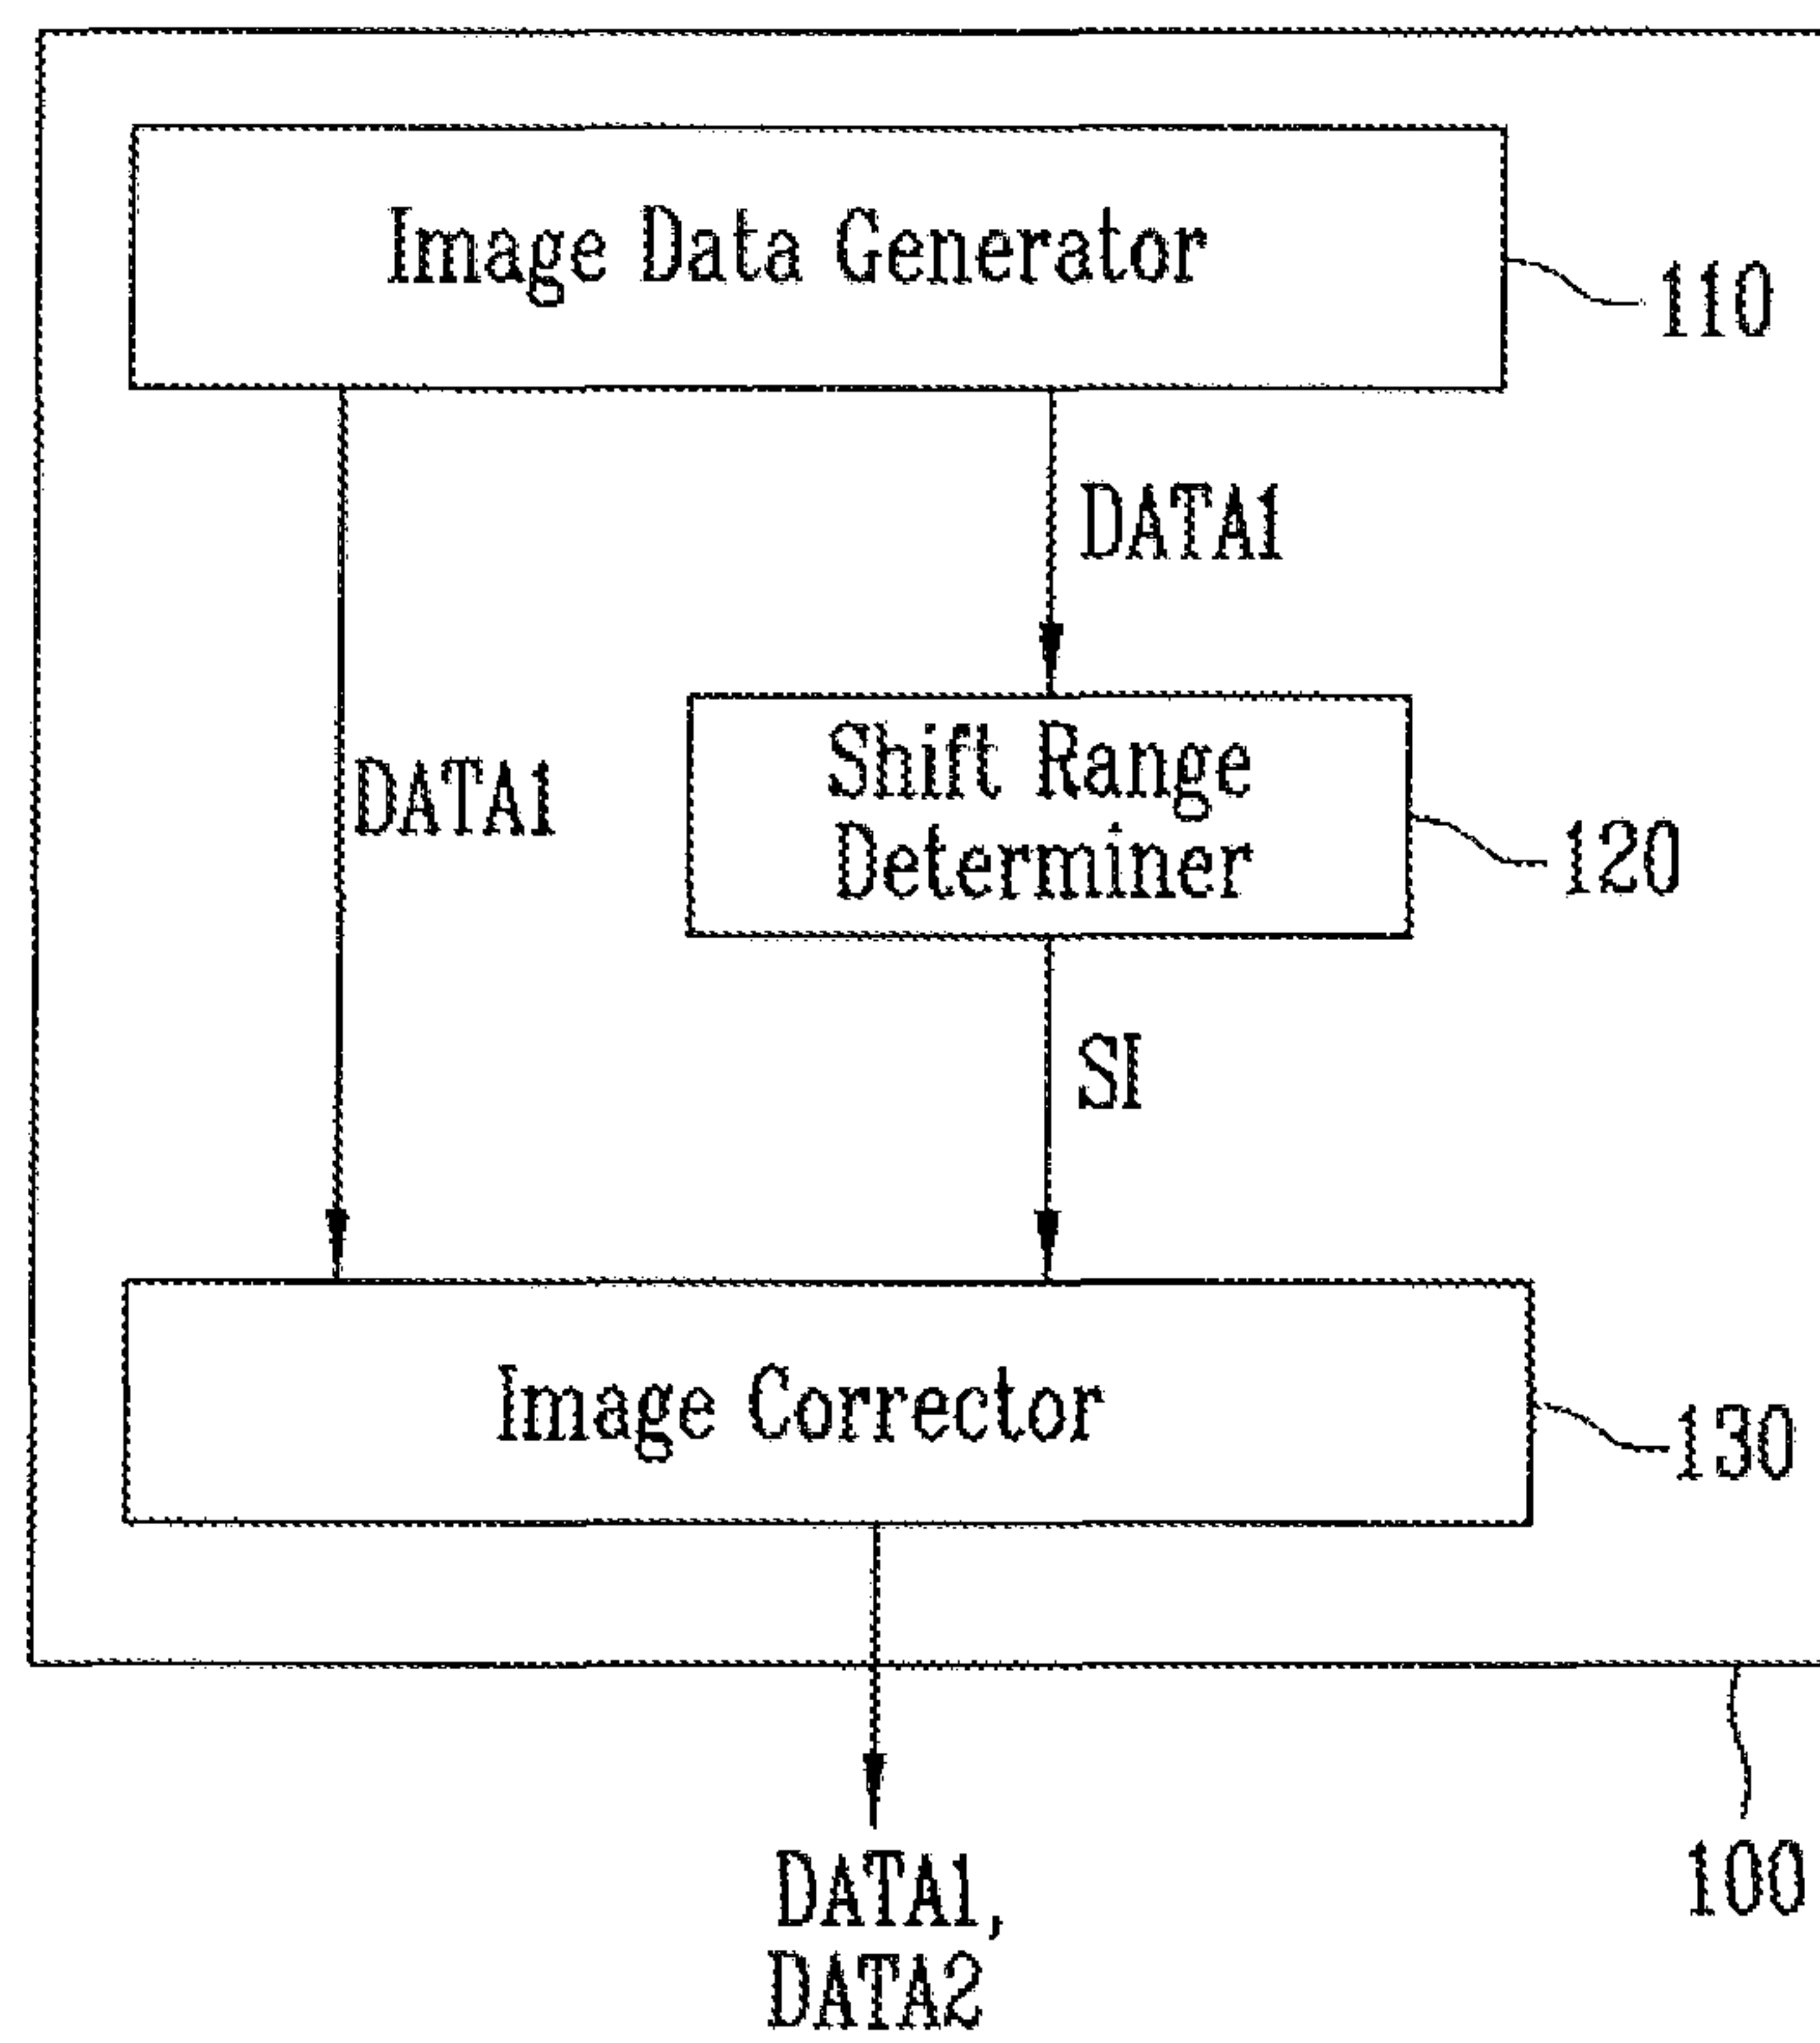 Image Data Generator
110
DATA1
DATA1
Shift Range
Determiner
120
SI
Image Corrector
130
100
DATA1,
DATA2